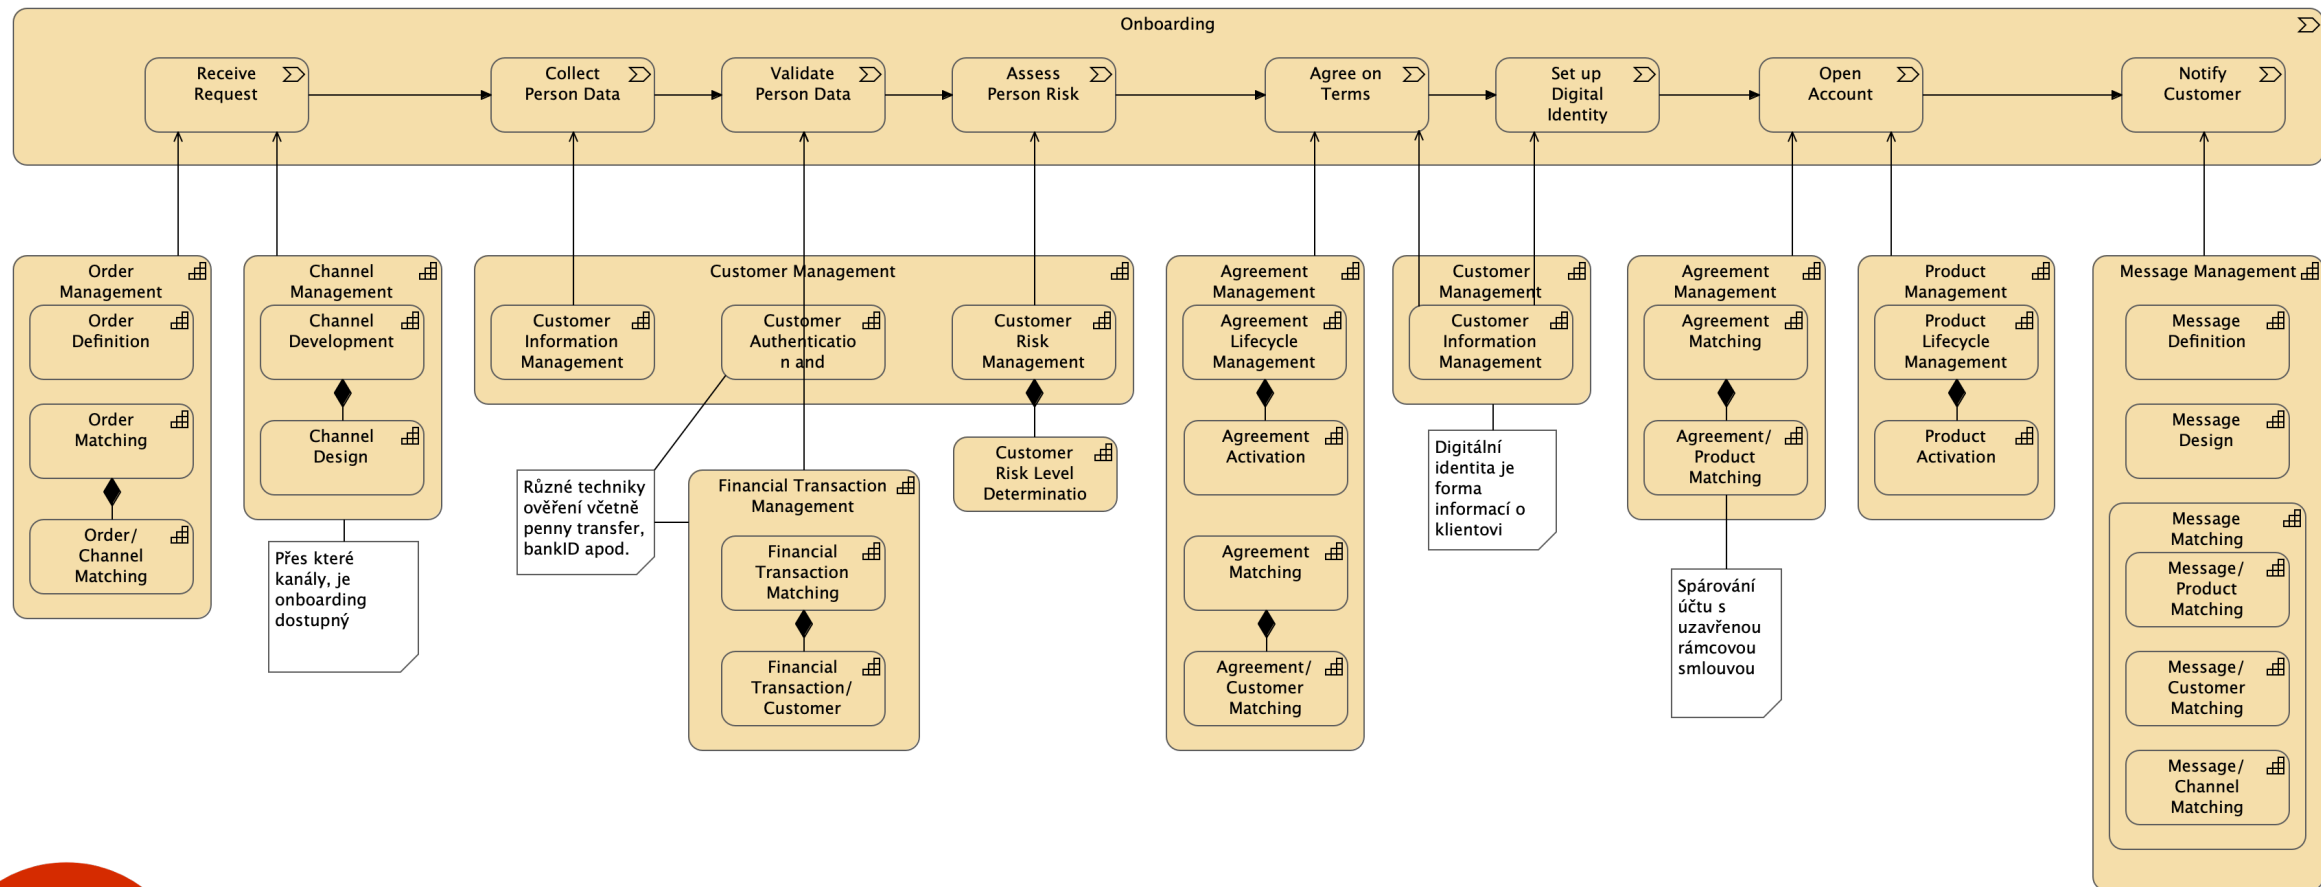 Onboarding
Receive
Request
Collect
Person Data
Validate
Person Data
Assess
Person Risk
Agree on
Terms
Set up
Digital
Identity
Open
Account
Notify
Customer
Order
Management
Order
Definition
Order
Matching
Order/
Channel
Matching
Channel
Management
Channel
Development
Channel
Design
Přes které
kanály, je
onboarding
dostupný
Customer Management
Customer
Information
Management
Customer
Authenticatio
n and
Customer
Risk
Management
Customer
Risk Level
Determinatio
Různé techniky
ověření včetně
penny transfer,
bankID apod.
Financial Transaction
Management
Financial
Transaction
Matching
Financial
Transaction/
Customer
Agreement
Management
Agreement
Lifecycle
Management
Agreement
Activation
Agreement
Matching
Agreement/
Customer
Matching
Customer
Management
Customer
Information
Management
Digitální
identita je
forma
informací o
klientovi
Agreement
Management
Agreement
Matching
Agreement/
Product
Matching
Spárování
účtu s
uzavřenou
rámcovou
smlouvou
Product
Management
Product
Lifecycle
Management
Product
Activation
Message Management
Message
Definition
Message
Design
Message
Matching
Message/
Product
Matching
Message/
Customer
Matching
Message/
Channel
Matching